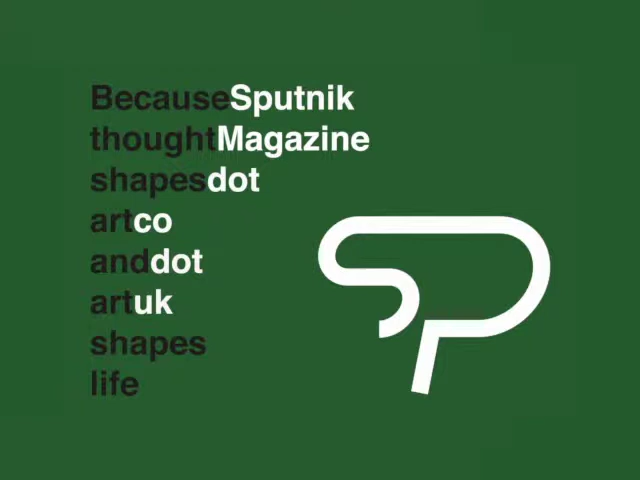 BecauseSputnik
thoughtMagazine
shapesdot
artco
anddot
artuk
shapes
life